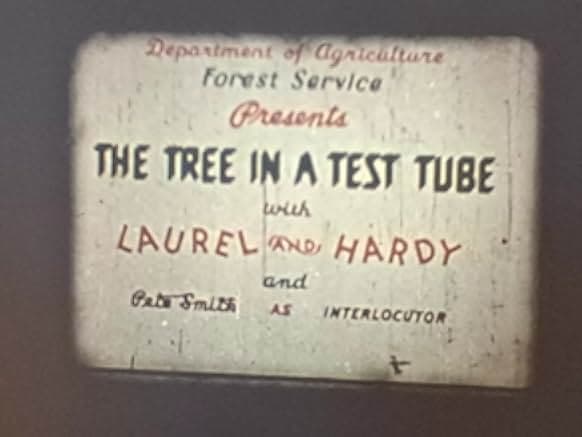 Department of Agriculture
Forest Service
Presents
THE TREE IN A TEST TUBE
with
LAUREL AND HARDY
and
Pete Smith AS INTERLOCUTOR